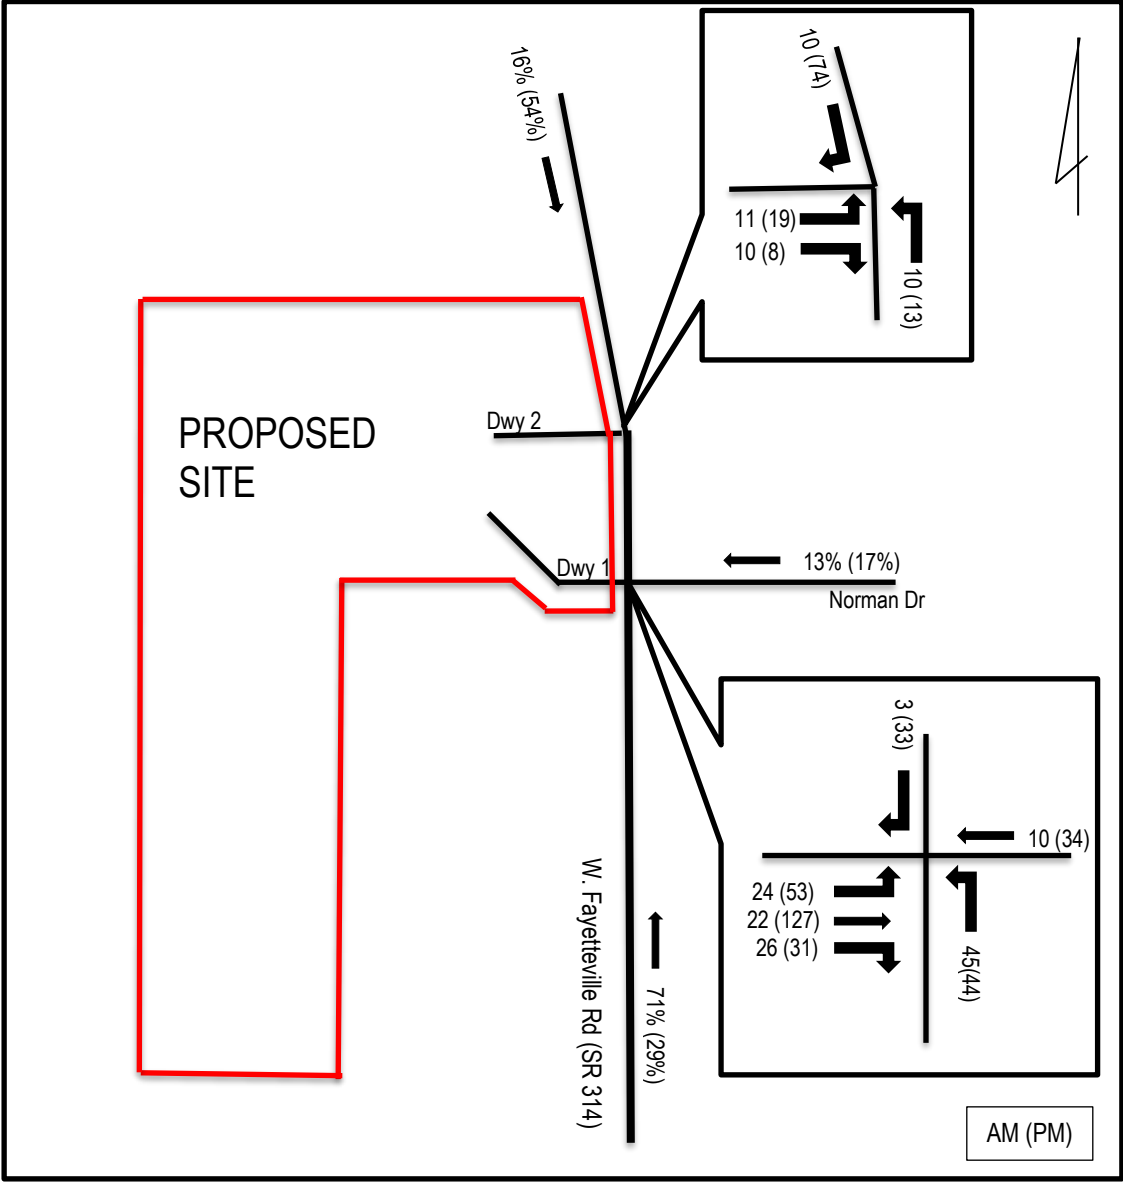 16% (54%)
10 (74)
11 (19)
10 (8)
10 (13)
PROPOSED
SITE
Dwy 2
Dwy 1
13% (17%)
Norman Dr
3 (33)
10 (34)
24 (53)
22 (127)
26 (31)
45(44)
W. Fayetteville Rd (SR 314)
71% (29%)
AM (PM)